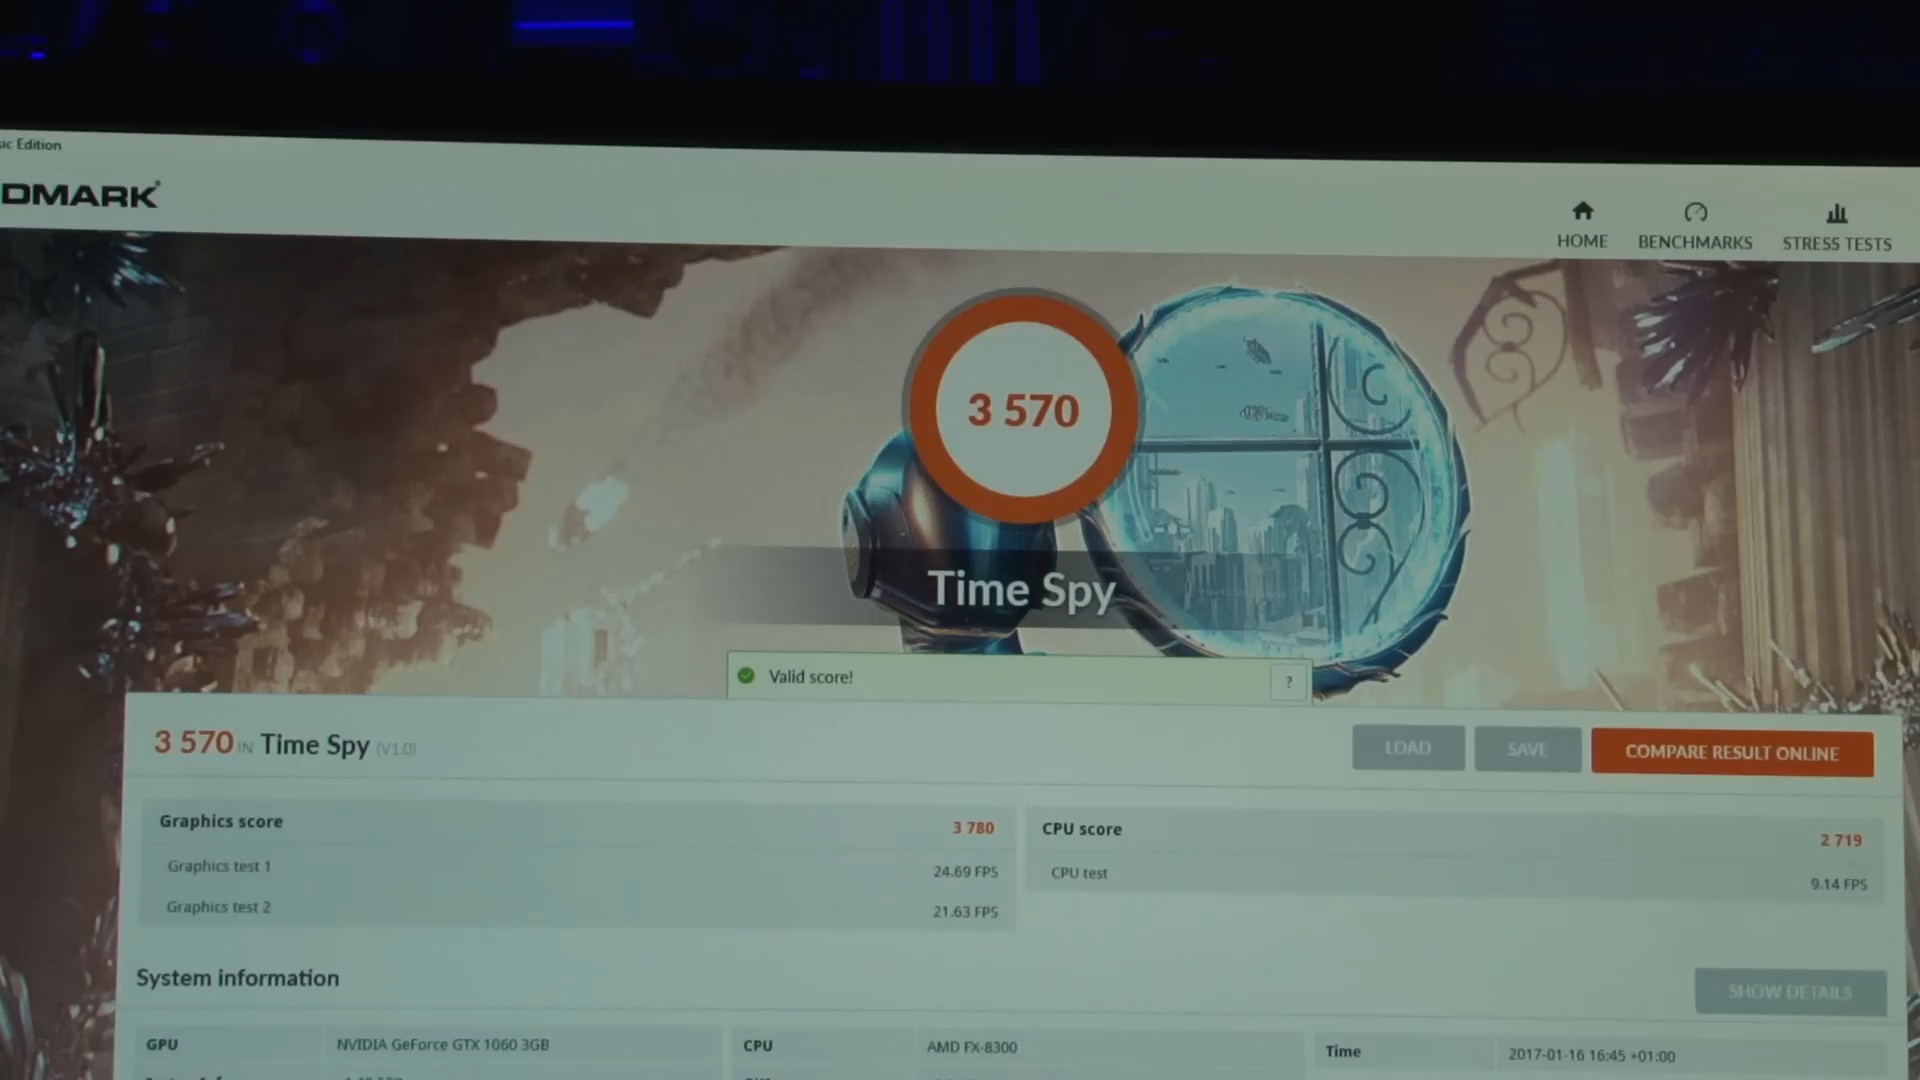 Edition
DMARK
HOME
BENCHMARKS
STRESS TESTS
3 570
Time Spy
Valid score!
?
3 570 IN Time Spy (V1.0)
LOAD
SAVE
COMPARE RESULT ONLINE
Graphics score
3 780
Graphics test 1
24.69 FPS
Graphics test 2
21.63 FPS
CPU score
2 719
CPU test
9.14 FPS
System information
SHOW DETAILS
GPU
NVIDIA GeForce GTX 1060 3GB
CPU
AMD FX-8300
Time
2017-01-16 16:45 +01:00